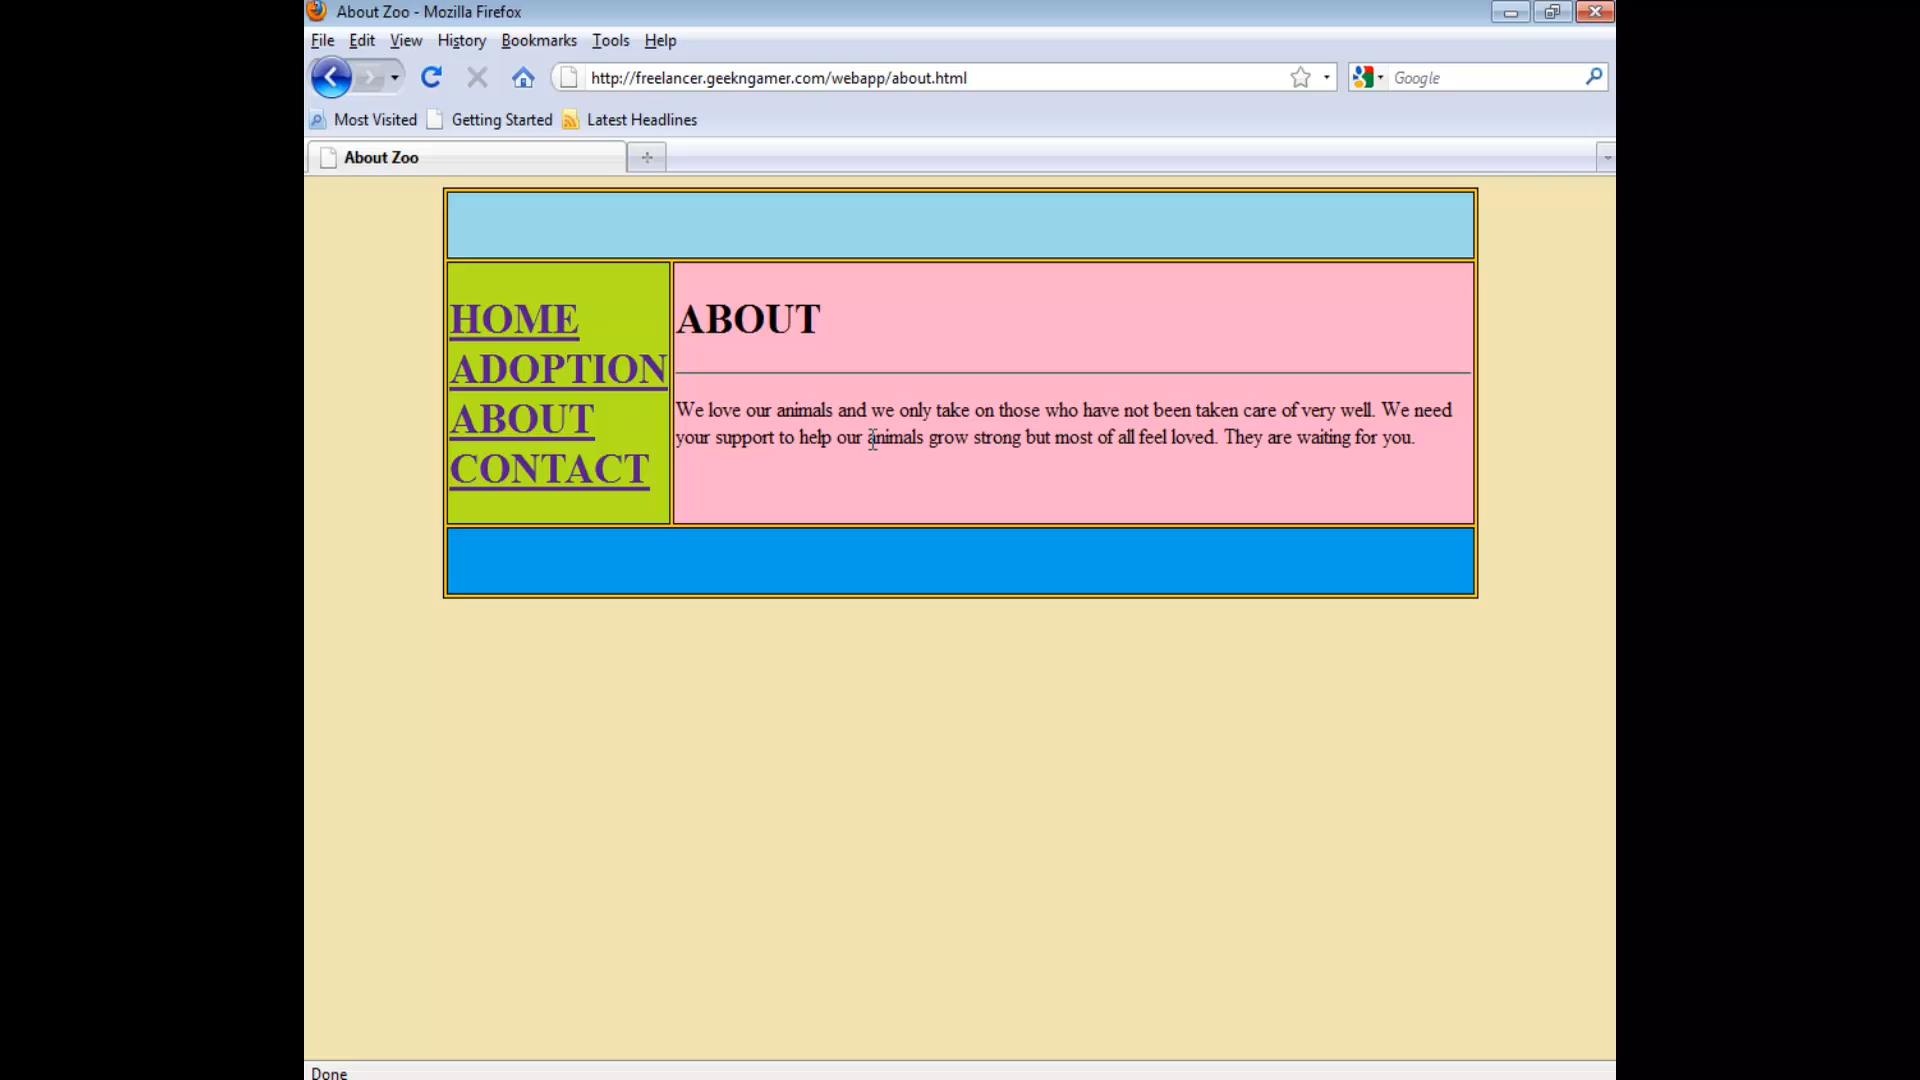 About Zoo - Mozilla Firefox
File Edit View History Bookmarks Tools Help
http://freelancer.geekngamer.com/webapp/about.html Google
Most Visited Getting Started Latest Headlines
About Zoo
HOME
ADOPTION
ABOUT
CONTACT
ABOUT
We love our animals and we only take on those who have not been taken care of very well. We need
your support to help our animals grow strong but most of all feel loved. They are waiting for you.
Done